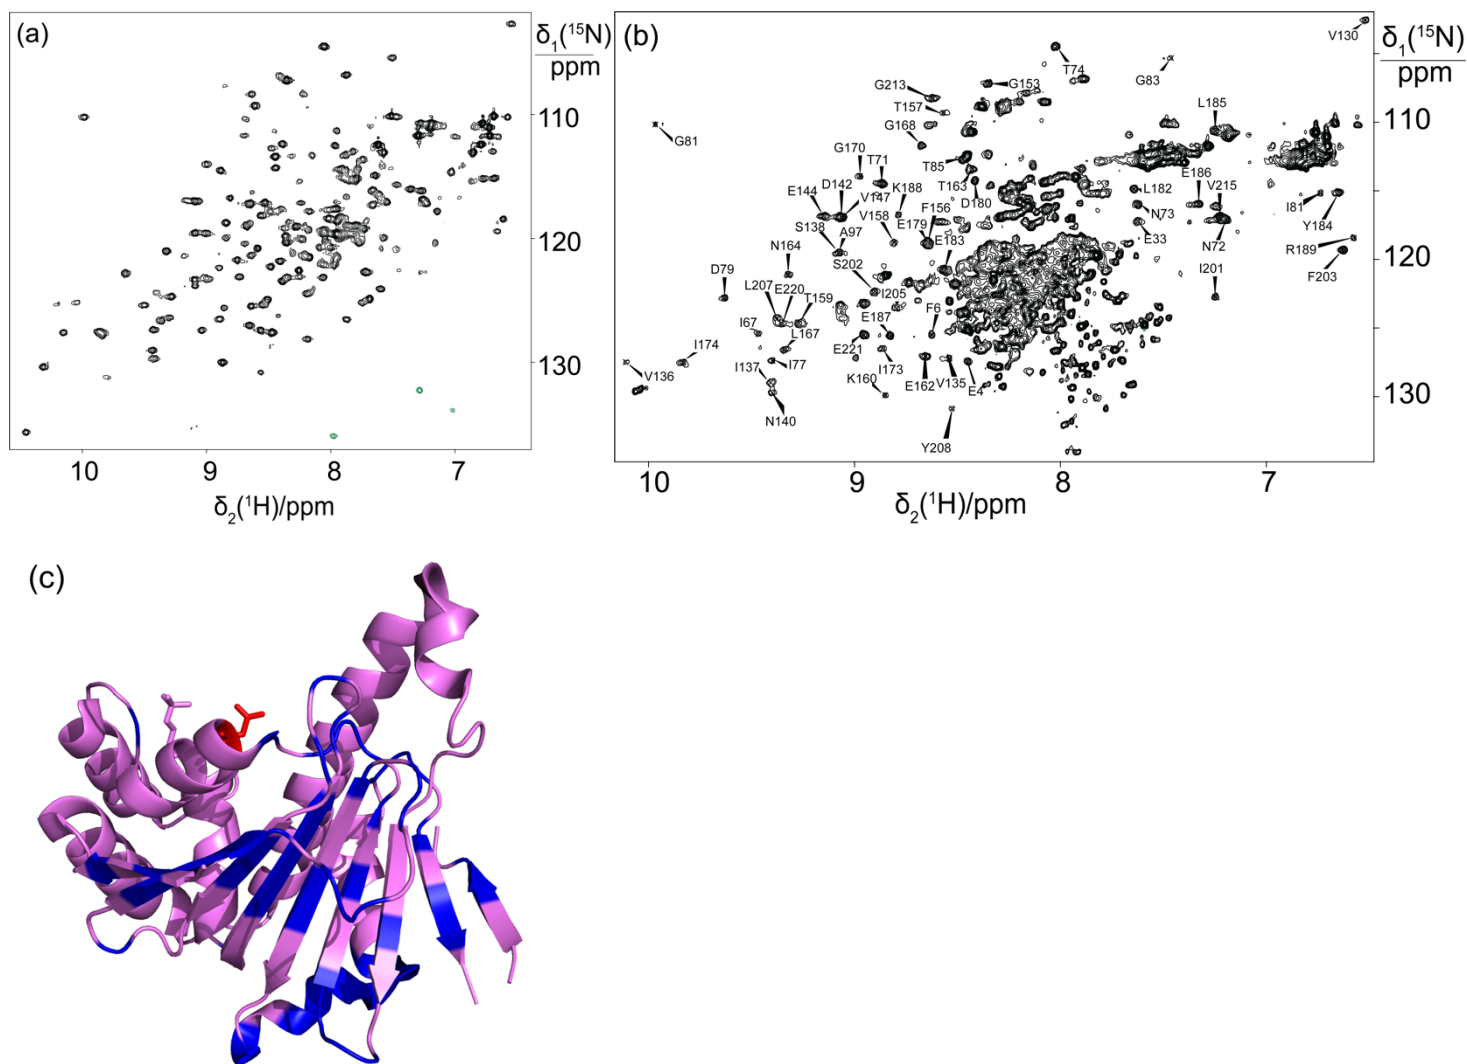 (a)
δ₁(¹⁵N)
ppm
110
120
130
10
9
8
7
δ₂(¹H)/ppm
(b)
δ₁(¹⁵N)
ppm
V130
T74
G83
G213
G153
T157
L185
G168
G81
G170
T71
T85
E186
D142
K188
T163
L182
V215
E144
V147
D180
I81
V158
F156
N73
S138
E179
Y184
A97
E183
E33
N72
R189
N164
S202
I201
F203
D79
L207
E220
I205
T159
F6
I67
E187
L167
I174
E221
V136
I77
I173
I137
K160
E162
V135
E4
N140
Y208
110
120
130
10
9
8
7
δ₂(¹H)/ppm
(c)